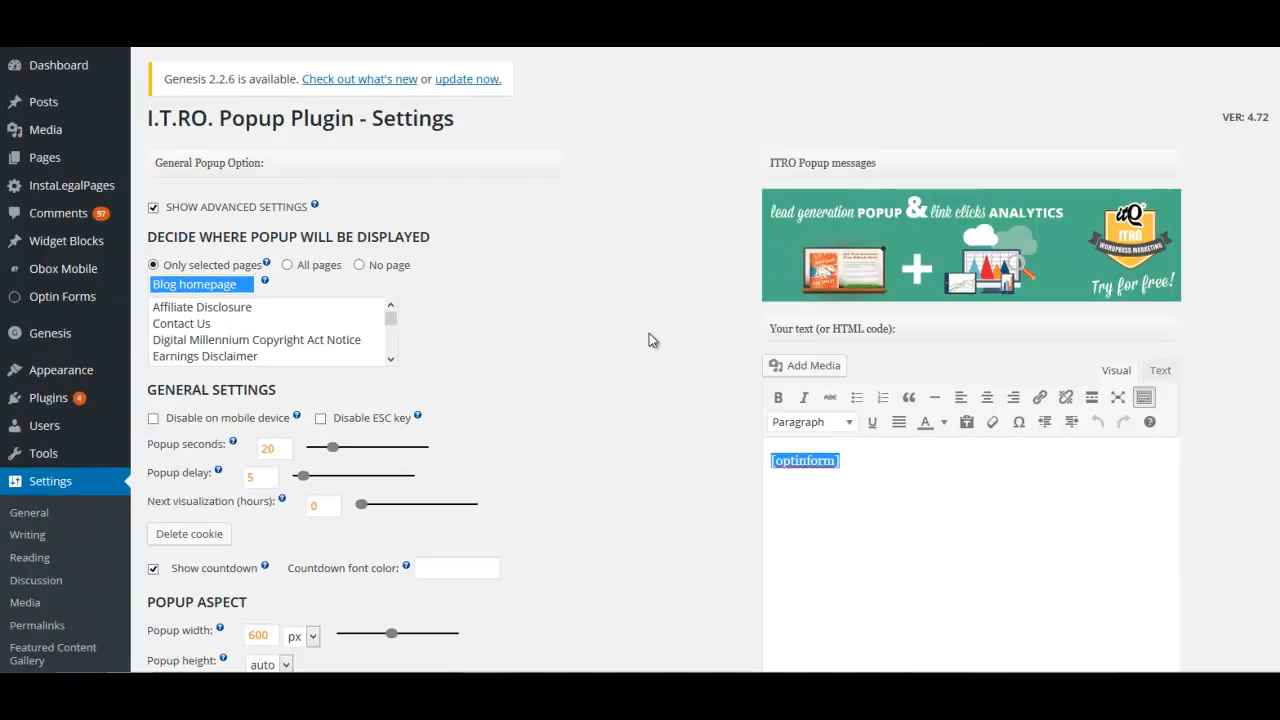 Dashboard
Posts
Media
Pages
InstaLegalPages
Comments 97
Widget Blocks
Obox Mobile
Optin Forms
Genesis
Appearance
Plugins 4
Users
Tools
Settings
General
Writing
Reading
Discussion
Media
Permalinks
Featured Content
Gallery
Genesis 2.2.6 is available. Check out what's new or update now.
I.T.RO. Popup Plugin - Settings
VER: 4.72
General Popup Option:
SHOW ADVANCED SETTINGS ?
DECIDE WHERE POPUP WILL BE DISPLAYED
Only selected pages ? All pages No page
Blog homepage ?
Affiliate Disclosure
Contact Us
Digital Millennium Copyright Act Notice
Earnings Disclaimer
GENERAL SETTINGS
Disable on mobile device ? Disable ESC key ?
Popup seconds: ? 20
Popup delay: ? 5
Next visualization (hours): ? 0
Delete cookie
Show countdown ? Countdown font color: ?
POPUP ASPECT
Popup width: ? 600 px
Popup height: ? auto
ITRO Popup messages
lead generation POPUP & link clicks ANALYTICS
itQ
ITRO
WORDPRESS MARKETING
Try for free!
Your text (or HTML code):
Add Media
Visual Text
B I ABC
Paragraph U A Ω ?
[optinform]